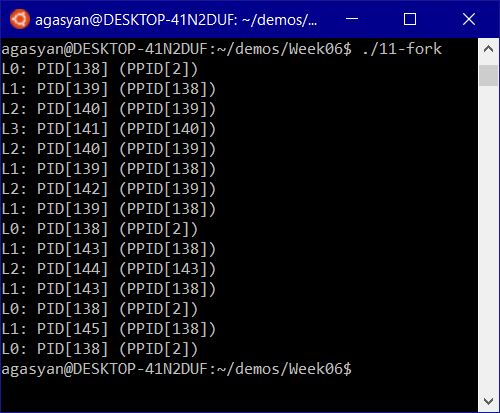 agasyan@DESKTOP-41N2DUF: ~/demos/...
agasyan@DESKTOP-41N2DUF:~/demos/Week06$ ./11-fork
L0: PID[138] (PPID[2])
L1: PID[139] (PPID[138])
L2: PID[140] (PPID[139])
L3: PID[141] (PPID[140])
L2: PID[140] (PPID[139])
L1: PID[139] (PPID[138])
L2: PID[142] (PPID[139])
L1: PID[139] (PPID[138])
L0: PID[138] (PPID[2])
L1: PID[143] (PPID[138])
L2: PID[144] (PPID[143])
L1: PID[143] (PPID[138])
L0: PID[138] (PPID[2])
L1: PID[145] (PPID[138])
L0: PID[138] (PPID[2])
agasyan@DESKTOP-41N2DUF:~/demos/Week06$